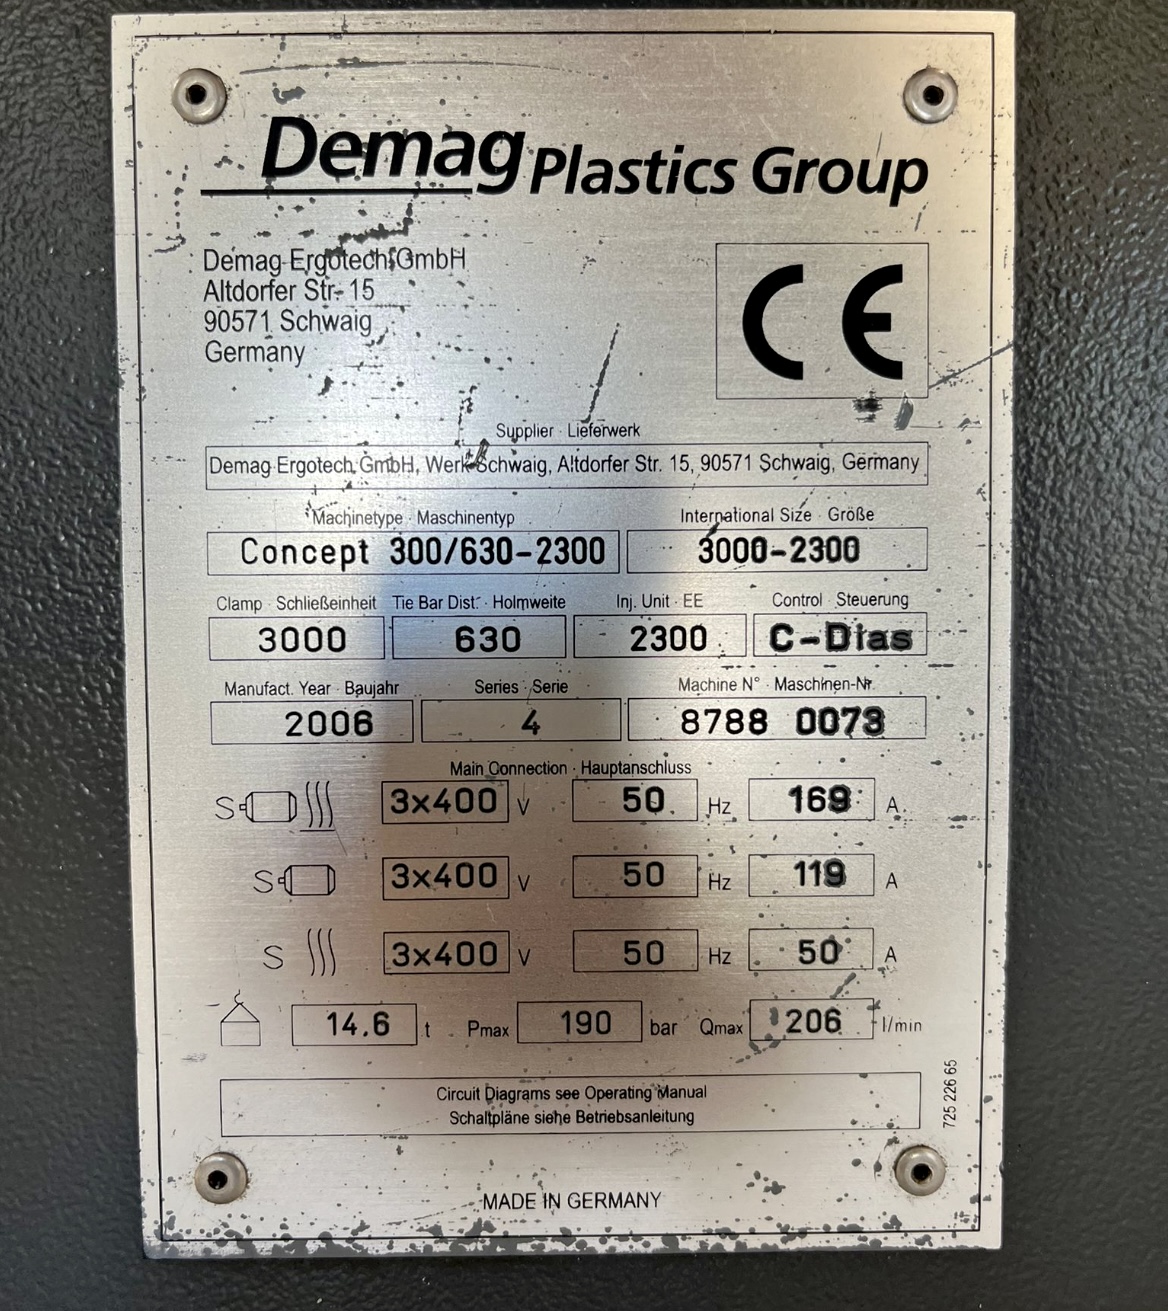 Demag Plastics Group
Demag Ergotech GmbH
Altdorfer Str. 15
90571 Schwaig
Germany
CE
Supplier · Lieferwerk
Demag Ergotech GmbH, Werk Schwaig, Altdorfer Str. 15, 90571 Schwaig, Germany
Machinetype · Maschinentyp International Size · Größe
Concept 300/630-2300 3000-2300
Clamp · Schließeinheit Tie Bar Dist. · Holmweite Inj. Unit · EE Control · Steuerung
3000 630 2300 C-Dias
Manufact. Year · Baujahr Series · Serie Machine N° · Maschinen-Nr.
2006 4 8788 0073
Main Connection · Hauptanschluss
S 3x400 V 50 Hz 169 A
S 3x400 V 50 Hz 119 A
S 3x400 V 50 Hz 50 A
14.6 t Pmax 190 bar Qmax 206 l/min
Circuit Diagrams see Operating Manual
Schaltpläne siehe Betriebsanleitung
725 226 65
MADE IN GERMANY